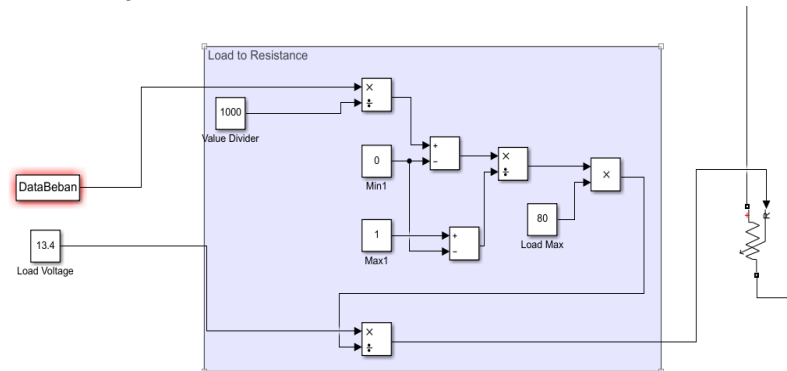 Load to Resistance
×
÷
1000
Value Divider
+
−
0
Min1
×
÷
×
DataBeban
80
Load Max
1
Max1
+
−
13.4
Load Voltage
×
÷
+
R